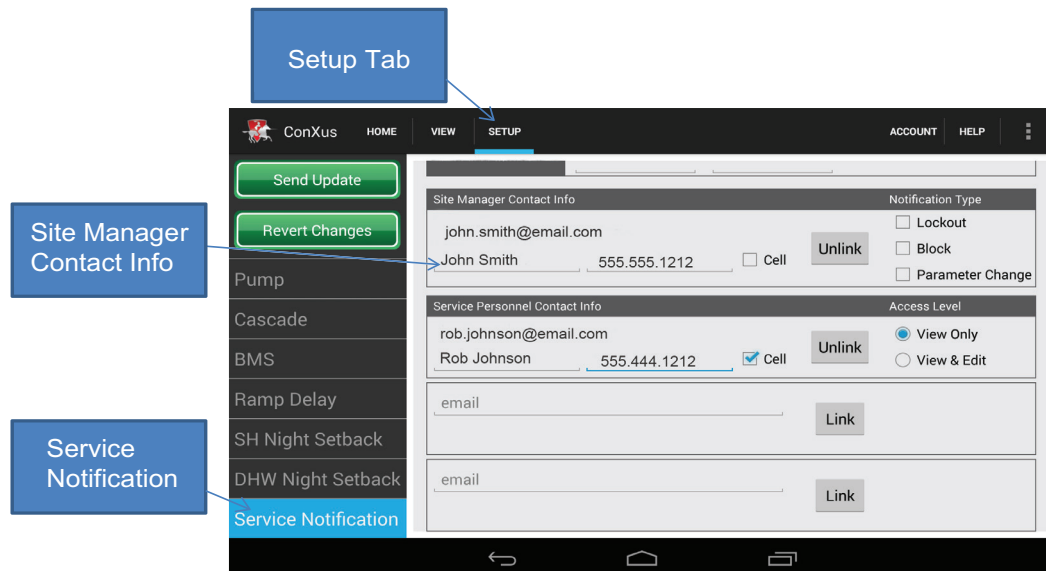 Setup Tab
ConXus HOME VIEW SETUP ACCOUNT HELP
Send Update
Revert Changes
Pump
Cascade
BMS
Ramp Delay
SH Night Setback
DHW Night Setback
Service Notification
Site Manager
Contact Info
Service
Notification
Site Manager Contact Info Notification Type
john.smith@email.com
John Smith 555.555.1212 Cell Unlink
Lockout
Block
Parameter Change
Service Personnel Contact Info Access Level
rob.johnson@email.com
Rob Johnson 555.444.1212 Cell Unlink
View Only
View & Edit
email Link
email Link